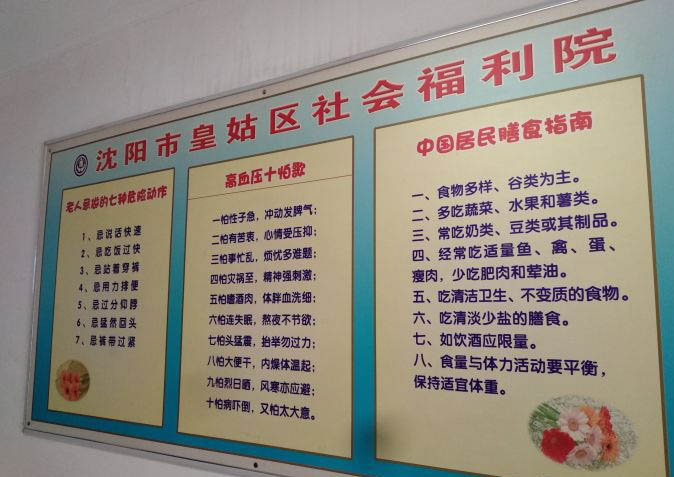 沈阳市皇姑区社会福利院
老人忌做的七种危险动作
1、忌说话快速
2、忌吃饭过快
3、忌站着穿裤
4、忌用力排便
5、忌过分仰脖
6、忌猛然回头
7、忌裤带过紧
高血压十怕歌
一怕性子急，冲动发脾气；
二怕有苦衷，心情受压抑；
三怕事忙乱，烦忧多难题；
四怕灾祸至，精神强刺激；
五怕嗜酒肉，体胖血洗细；
六怕连失眠，熬夜不节欲；
七怕头猛震，抬举勿过力；
八怕大便干，内燥体温起；
九怕烈日晒，风寒亦应避；
十怕病吓倒，又怕太大意。
中国居民膳食指南
一、食物多样、谷类为主。
二、多吃蔬菜、水果和薯类。
三、常吃奶类、豆类或其制品。
四、经常吃适量鱼、禽、蛋、
瘦肉，少吃肥肉和荤油。
五、吃清洁卫生、不变质的食物。
六、吃清淡少盐的膳食。
七、如饮酒应限量。
八、食量与体力活动要平衡，
保持适宜体重。